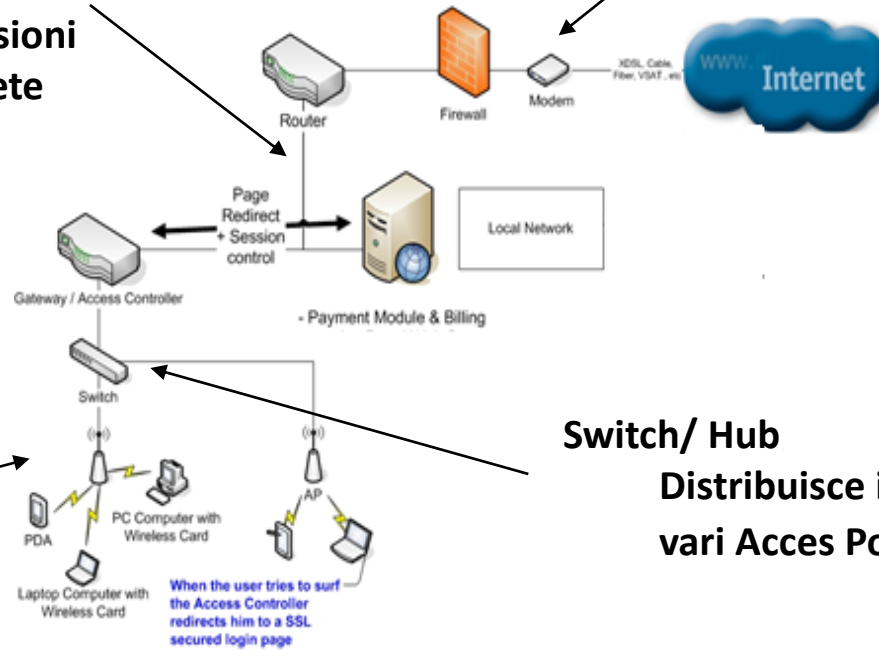 sioni
ete
Router
Firewall
Modem
XDSL, Cable,
Fiber, VSAT , etc
www.
Internet
Page
Redirect
+ Session
control
Local Network
Gateway / Access Controller
- Payment Module & Billing
Switch
Switch/ Hub
Distribuisce i
vari Acces Po
PDA
PC Computer with
Wireless Card
AP
Laptop Computer with
Wireless Card
When the user tries to surf
the Access Controller
redirects him to a SSL
secured login page